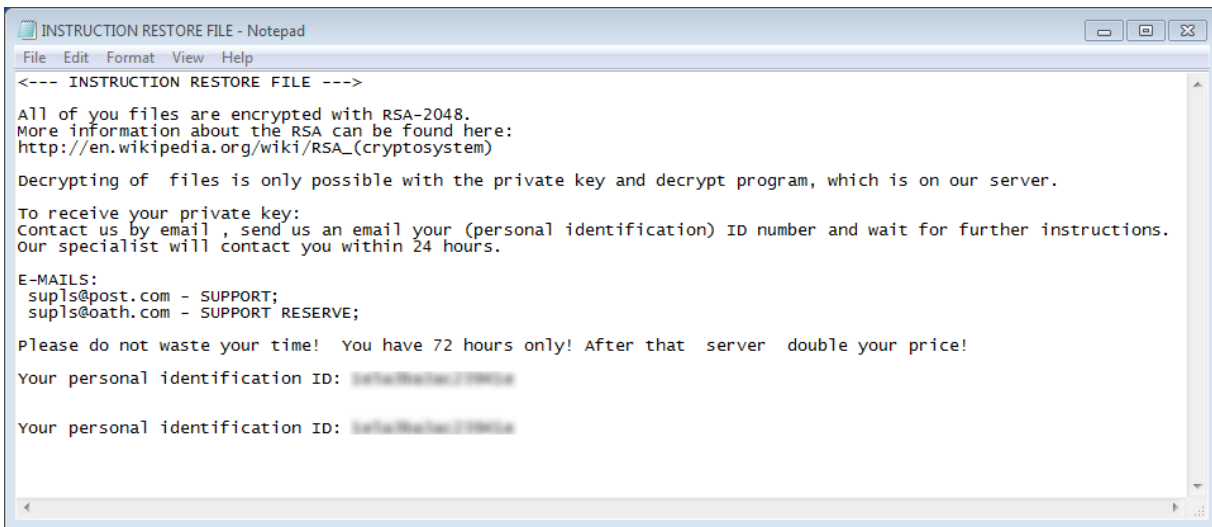 INSTRUCTION RESTORE FILE - Notepad
File Edit Format View Help
<--- INSTRUCTION RESTORE FILE --->
All of you files are encrypted with RSA-2048.
More information about the RSA can be found here:
http://en.wikipedia.org/wiki/RSA_(cryptosystem)
Decrypting of  files is only possible with the private key and decrypt program, which is on our server.
To receive your private key:
Contact us by email , send us an email your (personal identification) ID number and wait for further instructions.
Our specialist will contact you within 24 hours.
E-MAILS:
supls@post.com - SUPPORT;
supls@oath.com - SUPPORT RESERVE;
Please do not waste your time!  You have 72 hours only! After that  server  double your price!
Your personal identification ID:
Your personal identification ID: